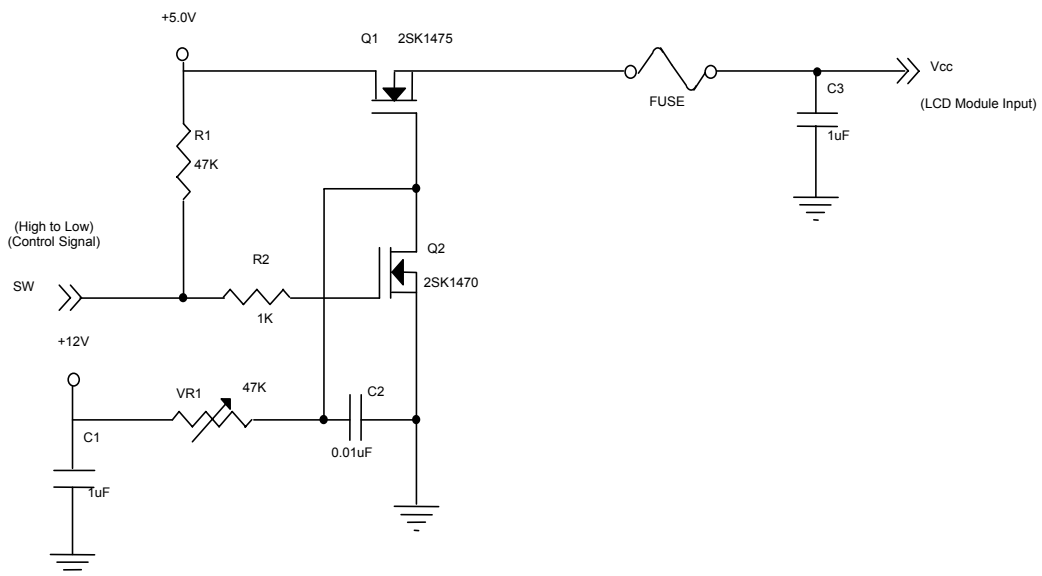 +5.0V
Q1
2SK1475
Vcc
C3
(LCD Module Input)
FUSE
R1
1uF
47K
(High to Low)
(Control Signal)
Q2
R2
2SK1470
SW
1K
+12V
VR1
47K
C2
C1
0.01uF
1uF